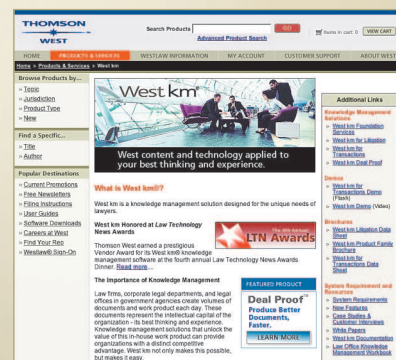 THOMSON
WEST
Search Products
GO
Items in cart: 0
VIEW CART
Advanced Product Search
HOME
PRODUCTS & SERVICES
WESTLAW INFORMATION
MY ACCOUNT
CUSTOMER SUPPORT
ABOUT WEST
Home » Products & Services » West km
Browse Products by...
» Topic
» Jurisdiction
» Product Type
» New
Find a Specific...
» Title
» Author
Popular Destinations
» Current Promotions
» Free Newsletters
» Filing Instructions
» User Guides
» Software Downloads
» Careers at West
» Find Your Rep
» Westlaw® Sign-On
West km
West content and technology applied to
your best thinking and experience.
What is West km®?
West km is a knowledge management solution designed for the unique needs of
lawyers.
West km Honored at Law Technology
News Awards
Thomson West earned a prestigious
Vendor Award for its West km® knowledge
management software at the fourth annual Law Technology News Awards
Dinner. Read more....
LTN Awards
The Importance of Knowledge Management
Law firms, corporate legal departments, and legal
offices in government agencies create volumes of
documents and work product each day. These
documents represent the intellectual capital of the
organization - its best thinking and experience.
Knowledge management solutions that unlock the
value of this in-house work product can provide
organizations with a distinct competitive
advantage. West km not only makes this possible,
but makes it easy.
FEATURED PRODUCT
Deal Proof™
Produce Better
Documents,
Faster.
LEARN MORE
Additional Links
Knowledge Management
Solutions
» West km Foundation
Services
» West km for Litigation
» West km for
Transactions
» West km Deal Proof
Demos
» West km for
Transactions Demo
(Flash)
» West km Demo (Video)
Brochures
» West km Litigation Data
Sheet
» West km Product Family
Brochure
» West km for
Transactions Data
Sheet
System Requirement and
Resources
» System Requirements
» New Features
» Case Studies &
Customer Interviews
» White Papers
» West km Documentation
» Law Office Knowledge
Management Workbook